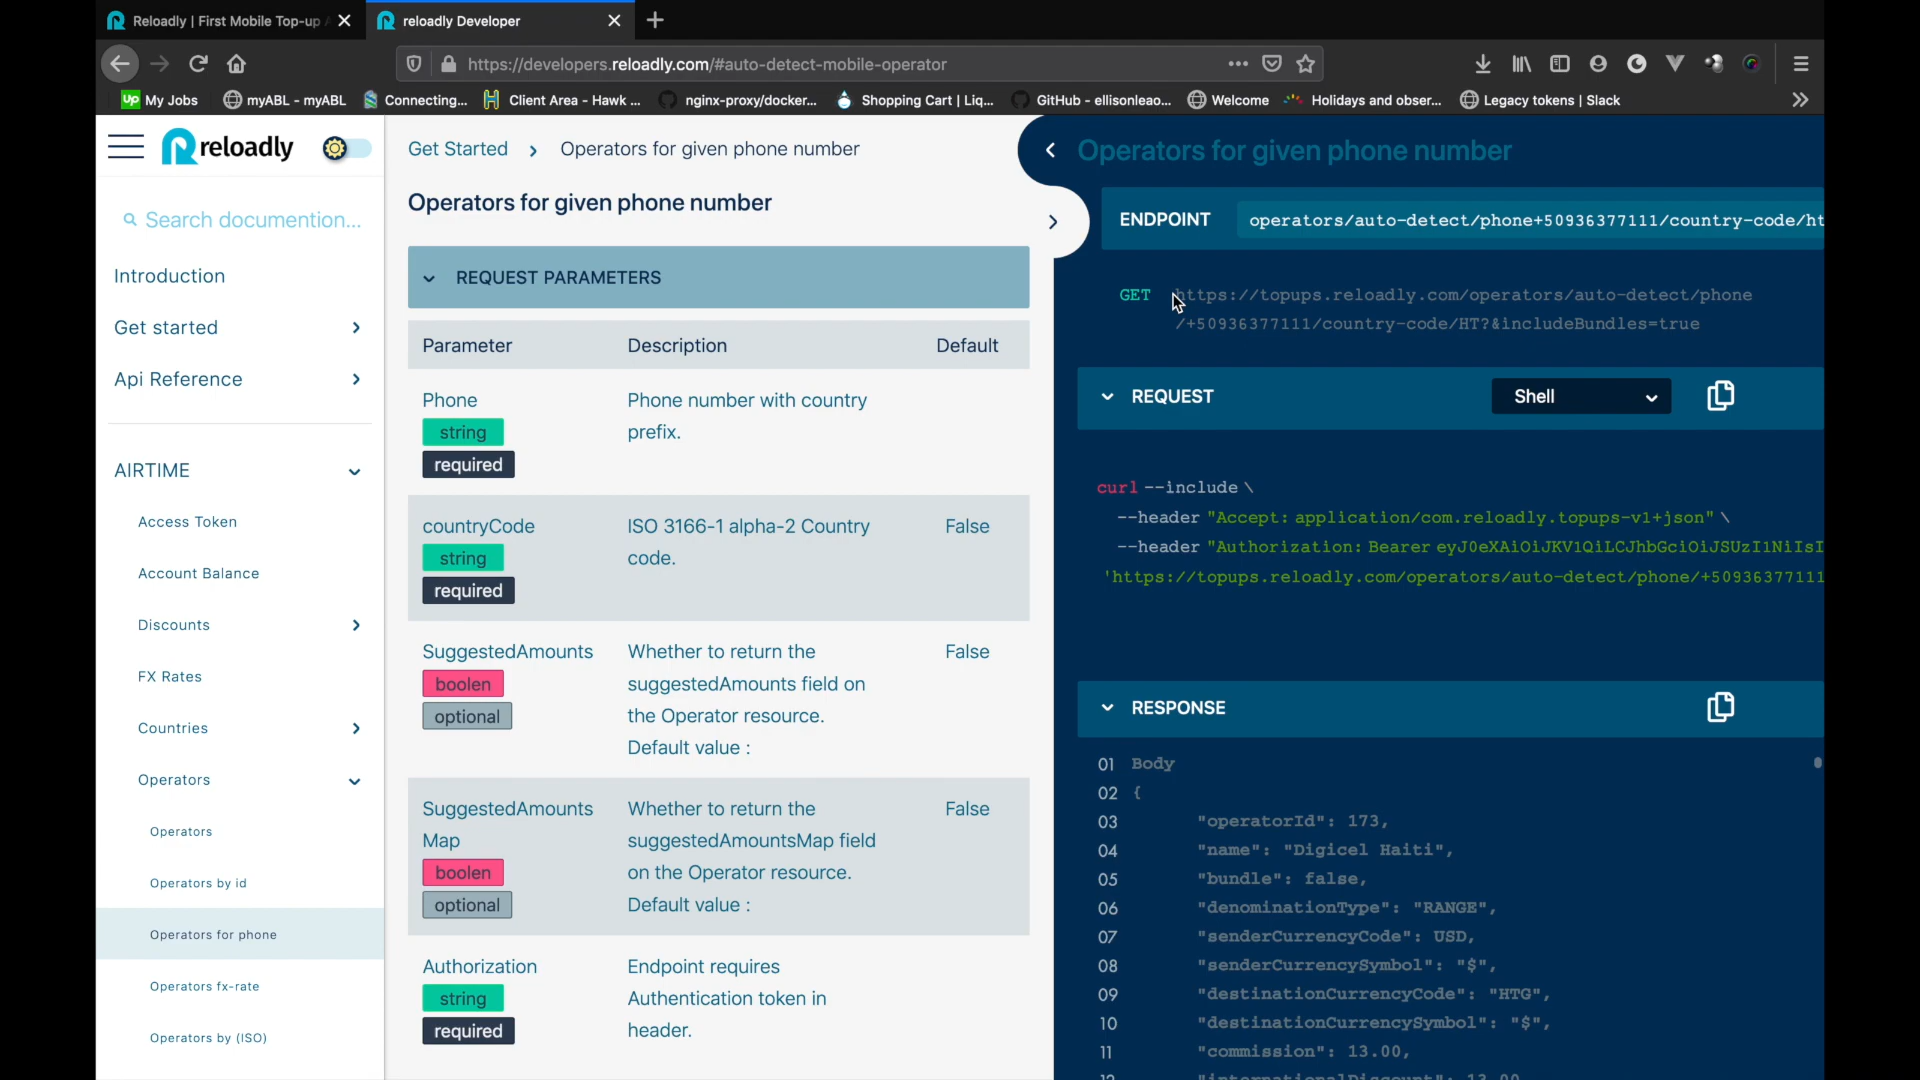 Reloadly | First Mobile Top-up
reloadly Developer
https://developers.reloadly.com/#auto-detect-mobile-operator
Up My Jobs
myABL - myABL
Connecting...
Client Area - Hawk ...
nginx-proxy/docker...
Shopping Cart | Liq...
GitHub - ellisonleao...
Welcome
Holidays and obser...
Legacy tokens | Slack
reloadly
Search documention...
Introduction
Get started
Api Reference
AIRTIME
Access Token
Account Balance
Discounts
FX Rates
Countries
Operators
Operators
Operators by id
Operators for phone
Operators fx-rate
Operators by (ISO)
Get Started › Operators for given phone number
Operators for given phone number
REQUEST PARAMETERS
Parameter Description Default
Phone
string
required
Phone number with country
prefix.
countryCode
string
required
ISO 3166-1 alpha-2 Country
code.
False
SuggestedAmounts
boolen
optional
Whether to return the
suggestedAmounts field on
the Operator resource.
Default value :
False
SuggestedAmounts
Map
boolen
optional
Whether to return the
suggestedAmountsMap field
on the Operator resource.
Default value :
False
Authorization
string
required
Endpoint requires
Authentication token in
header.
Operators for given phone number
ENDPOINT operators/auto-detect/phone+50936377111/country-code/ht
GET https://topups.reloadly.com/operators/auto-detect/phone
/+50936377111/country-code/HT?&includeBundles=true
REQUEST
Shell
curl --include \
--header "Accept: application/com.reloadly.topups-v1+json" \
--header "Authorization: Bearer eyJ0eXAiOiJKV1QiLCJhbGciOiJSUzI1NiIsI
'https://topups.reloadly.com/operators/auto-detect/phone/+50936377111
RESPONSE
01 Body
02 {
03 "operatorId": 173,
04 "name": "Digicel Haiti",
05 "bundle": false,
06 "denominationType": "RANGE",
07 "senderCurrencyCode": USD,
08 "senderCurrencySymbol": "$",
09 "destinationCurrencyCode": "HTG",
10 "destinationCurrencySymbol": "$",
11 "commission": 13.00,
12 "internationalDiscount": 13.00